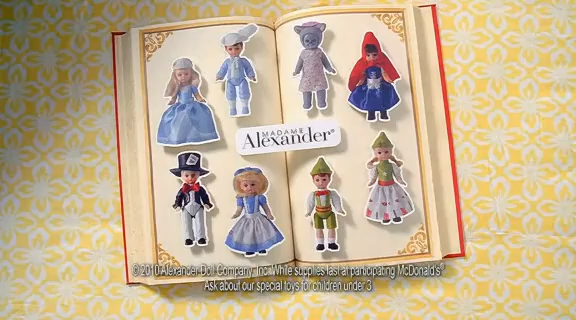 MADAME
Alexander®
© 2010 Alexander Doll Company, Inc. While supplies last at participating McDonald's®
Ask about our special toys for children under 3